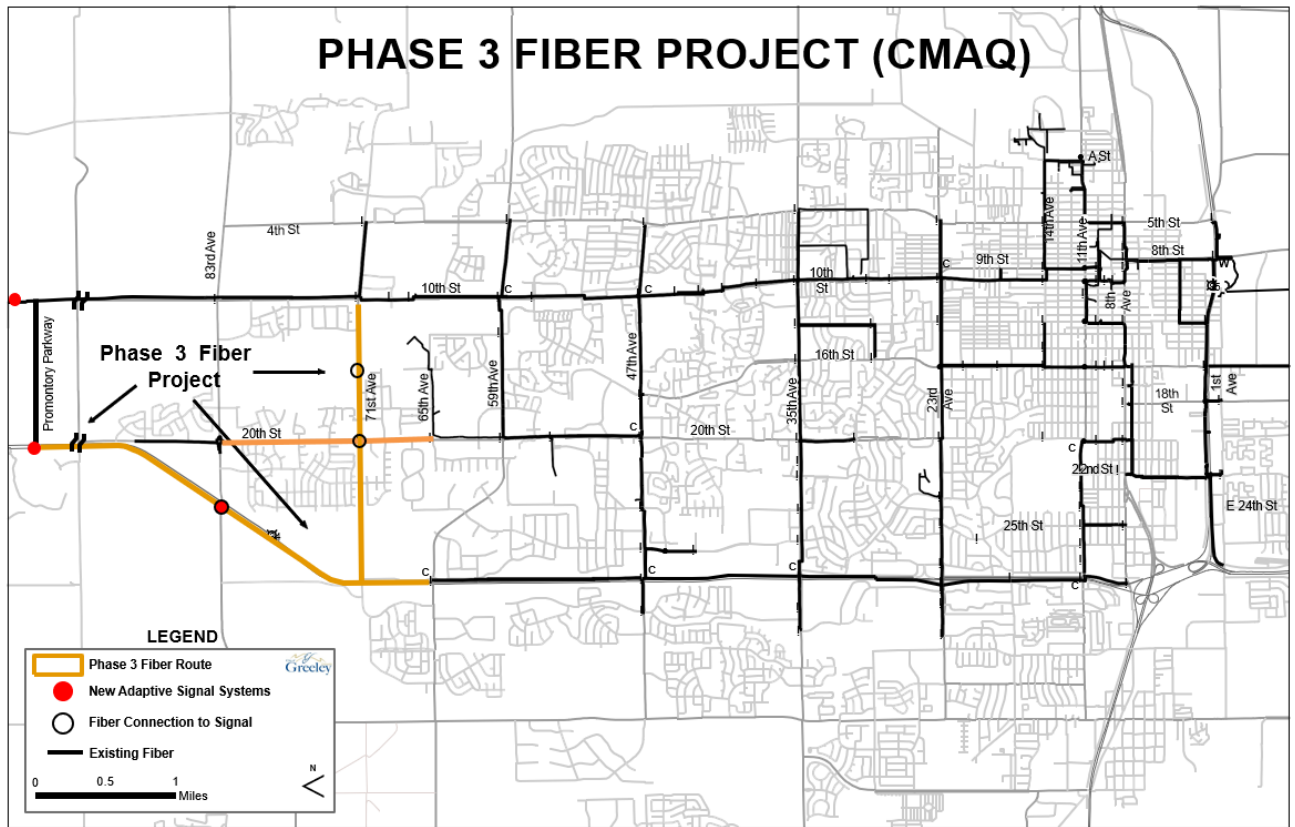 PHASE 3 FIBER PROJECT (CMAQ)
A St
14th Ave
11th Ave
4th St
5th St
83rd Ave
8th St
9th St
C
W
10th St
C
C
10th
St
8th
Ave
Promontory Parkway
Phase 3 Fiber
Project
71st Ave
65th Ave
59th Ave
47th Ave
16th St
35th Ave
23rd
Ave
18th
St
1st
Ave
20th St
C
20th St
C
22nd St
E 24th St
25th St
C
C
C
C
LEGEND
Phase 3 Fiber Route
Greeley
New Adaptive Signal Systems
Fiber Connection to Signal
Existing Fiber
N
0 0.5 1
Miles